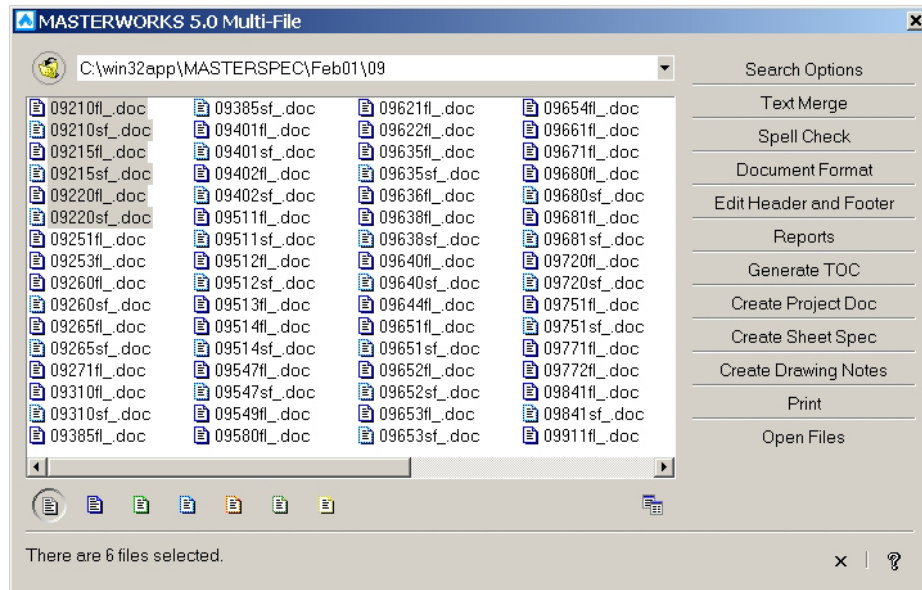 MASTERWORKS 5.0 Multi-File
C:\win32app\MASTERSPEC\Feb01\09
09210fl_.doc
09210sf_.doc
09215fl_.doc
09215sf_.doc
09220fl_.doc
09220sf_.doc
09251fl_.doc
09253fl_.doc
09260fl_.doc
09260sf_.doc
09265fl_.doc
09265sf_.doc
09271fl_.doc
09310fl_.doc
09310sf_.doc
09385fl_.doc
09385sf_.doc
09401fl_.doc
09401sf_.doc
09402fl_.doc
09402sf_.doc
09511fl_.doc
09511sf_.doc
09512fl_.doc
09512sf_.doc
09513fl_.doc
09514fl_.doc
09514sf_.doc
09547fl_.doc
09547sf_.doc
09549fl_.doc
09580fl_.doc
09621fl_.doc
09622fl_.doc
09635fl_.doc
09635sf_.doc
09636fl_.doc
09638fl_.doc
09638sf_.doc
09640fl_.doc
09640sf_.doc
09644fl_.doc
09651fl_.doc
09651sf_.doc
09652fl_.doc
09652sf_.doc
09653fl_.doc
09653sf_.doc
09654fl_.doc
09661fl_.doc
09671fl_.doc
09680fl_.doc
09680sf_.doc
09681fl_.doc
09681sf_.doc
09720fl_.doc
09720sf_.doc
09751fl_.doc
09751sf_.doc
09771fl_.doc
09772fl_.doc
09841fl_.doc
09841sf_.doc
09911fl_.doc
Search Options
Text Merge
Spell Check
Document Format
Edit Header and Footer
Reports
Generate TOC
Create Project Doc
Create Sheet Spec
Create Drawing Notes
Print
Open Files
There are 6 files selected.